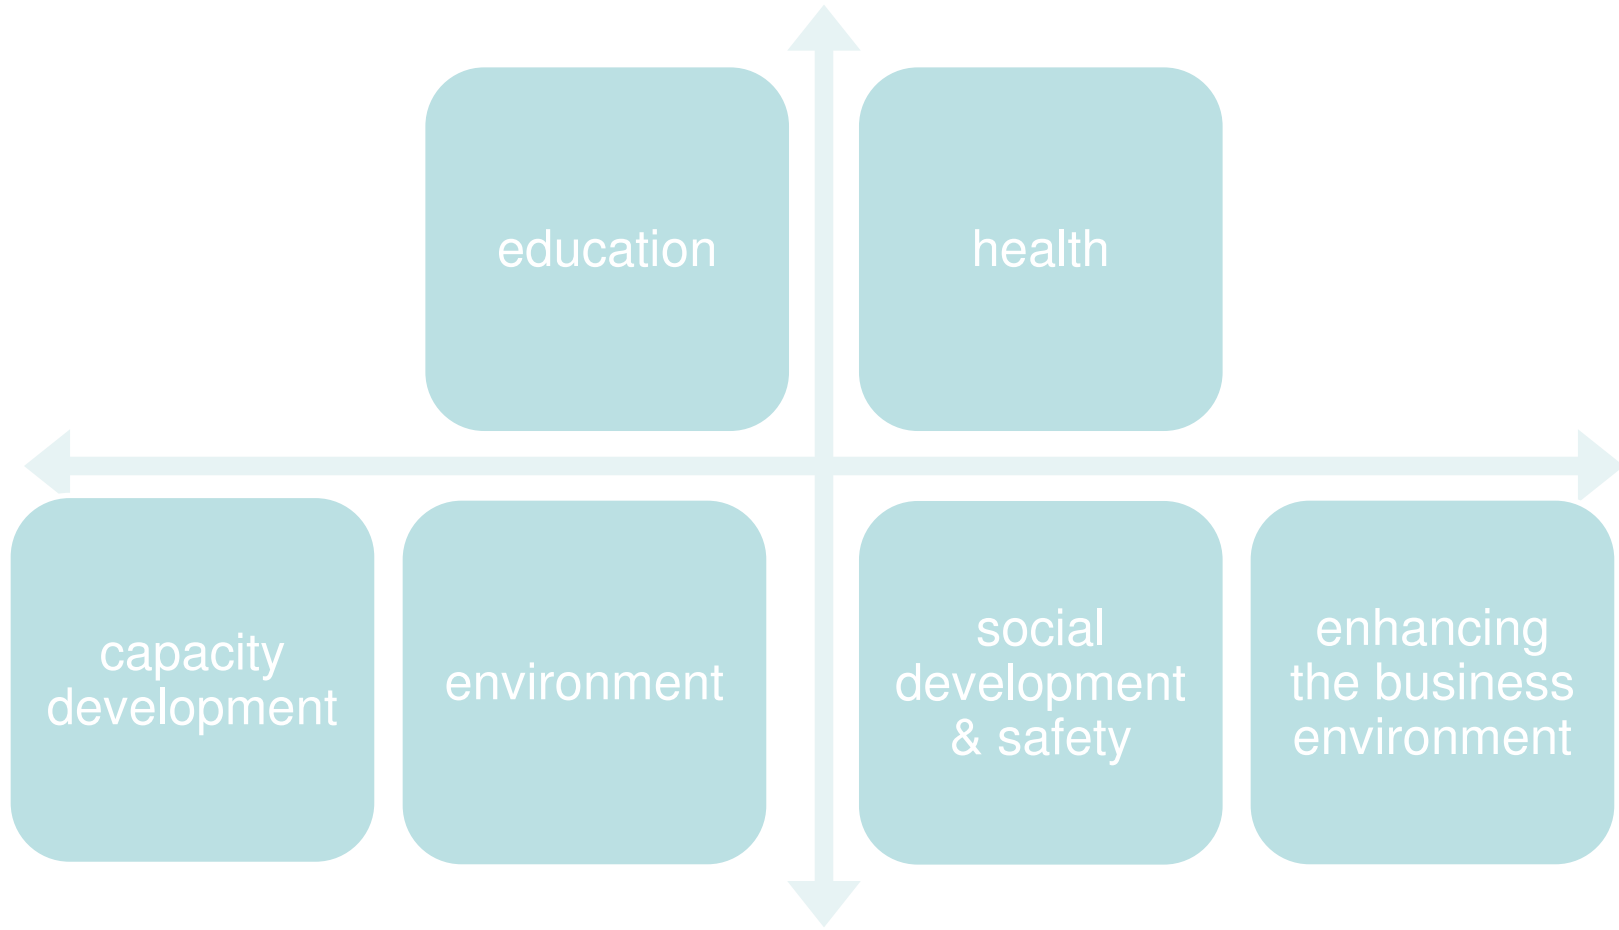 education
health
capacity
development
environment
social
development
& safety
enhancing
the business
environment